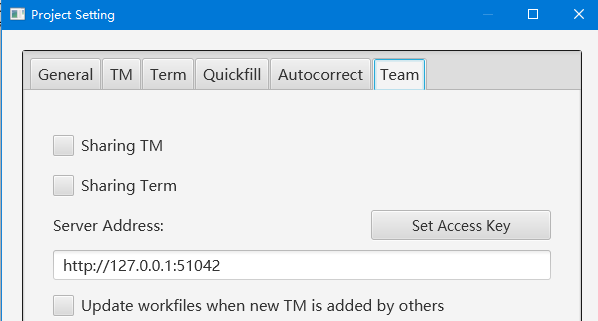 Project Setting
General TM Term Quickfill Autocorrect Team
Sharing TM
Sharing Term
Server Address: Set Access Key
http://127.0.0.1:51042
Update workfiles when new TM is added by others